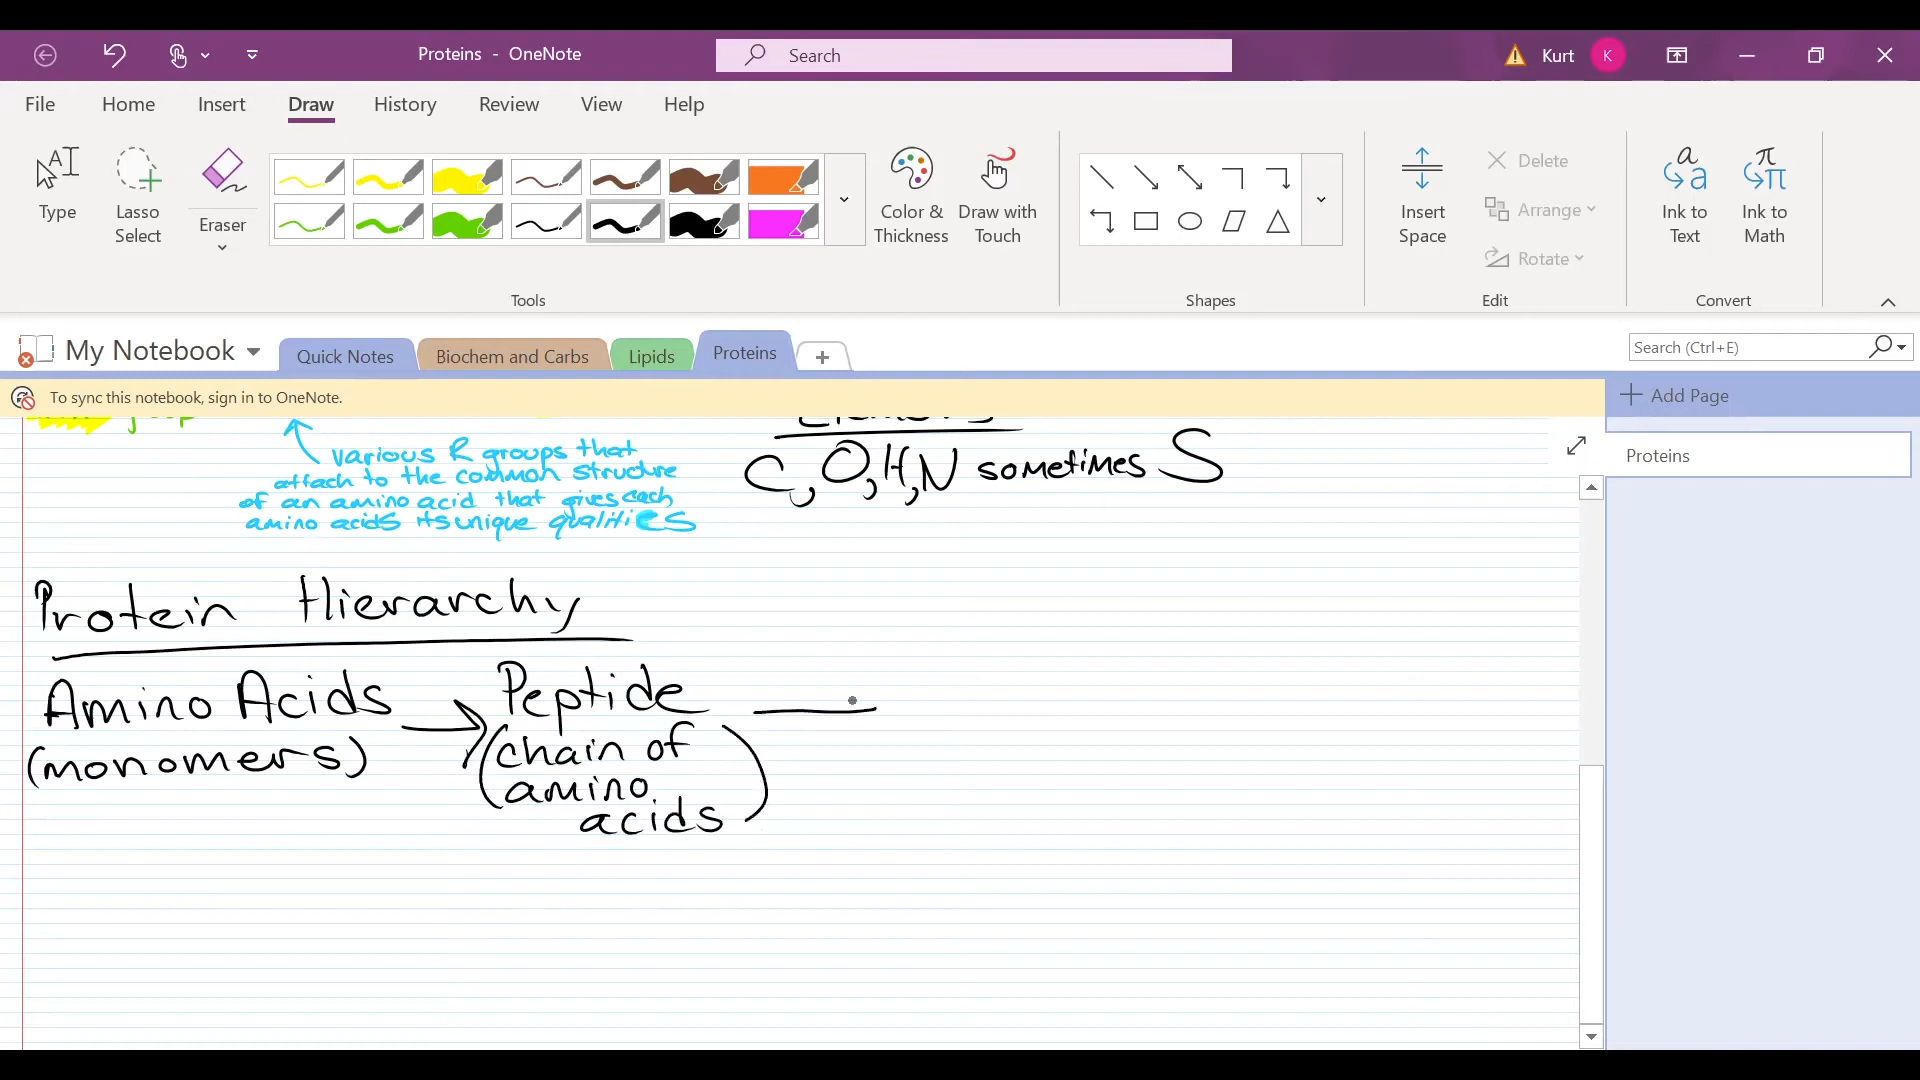 Proteins - OneNote
Search
Kurt
K
File Home Insert Draw History Review View Help
Type
Lasso Select
Eraser
Color & Thickness
Draw with Touch
Insert Space
Delete
Arrange
Rotate
Ink to Text
Ink to Math
Tools
Shapes
Edit
Convert
My Notebook
Quick Notes
Biochem and Carbs
Lipids
Proteins
Search (Ctrl+E)
To sync this notebook, sign in to OneNote.
Add Page
Proteins
various R groups that
attach to the common structure
of an amino acid that gives each
amino acids its unique qualities
C, O, H, N sometimes S
Protein Hierarchy
Amino Acids
(monomers)
Peptide
(chain of
amino
acids)